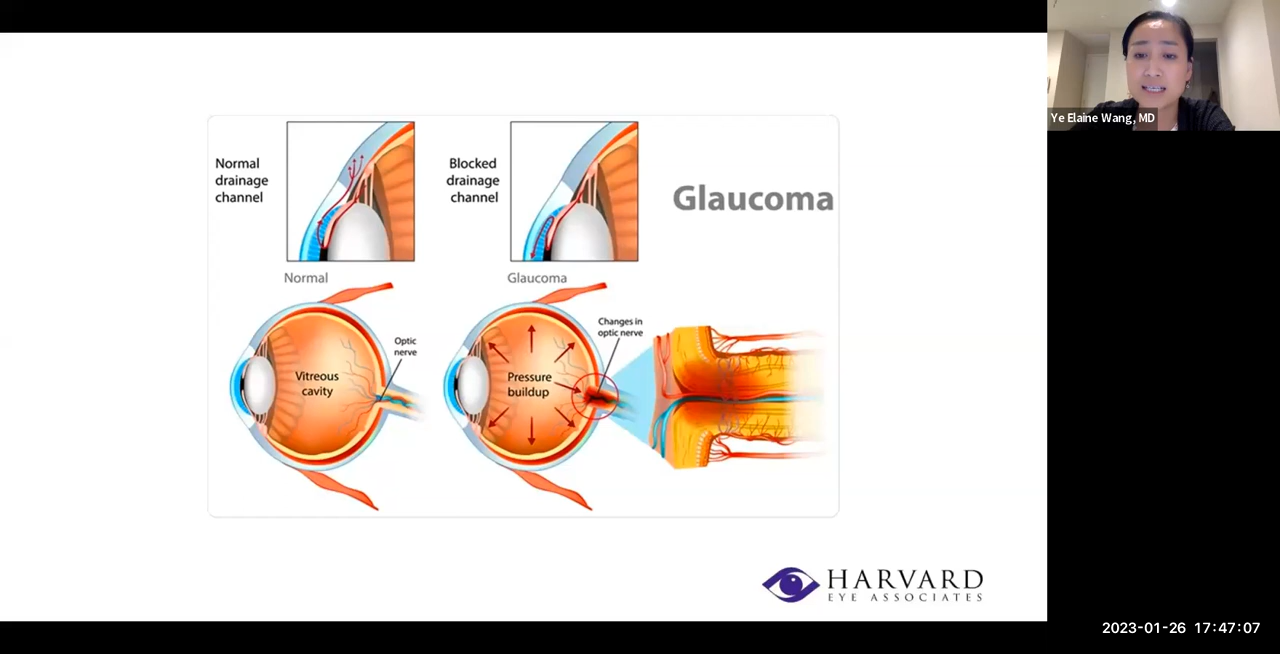 Ye Elaine Wang, MD
Normal
drainage
channel
Blocked
drainage
channel
Glaucoma
Normal
Glaucoma
Optic
nerve
Changes in
optic nerve
Vitreous
cavity
Pressure
buildup
HARVARD
EYE ASSOCIATES
2023-01-26 17:47:07